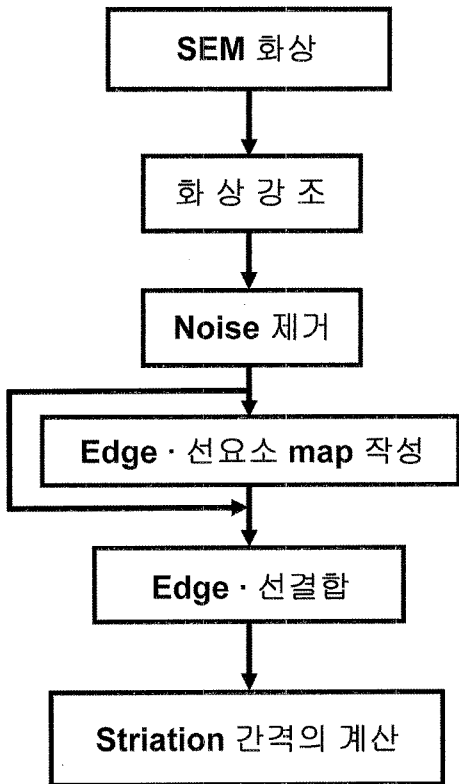 SEM 화상
화 상 강 조
Noise 제거
Edge · 선요소 map 작성
Edge · 선결합
Striation 간격의 계산